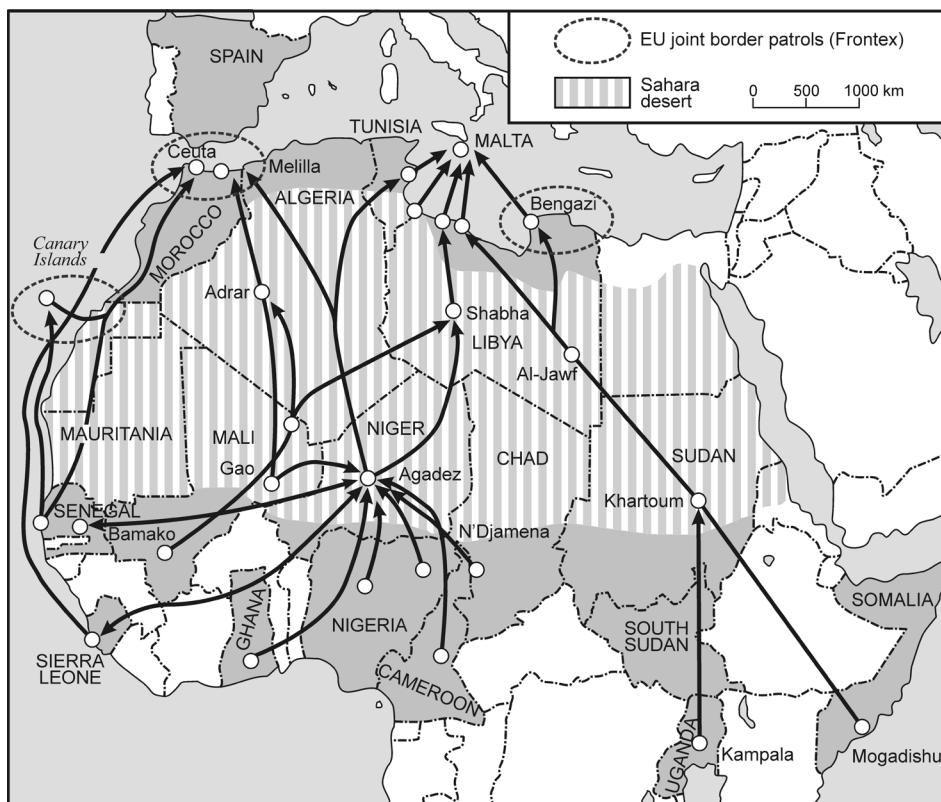 EU joint border patrols (Frontex)
Sahara
desert
0 500 1000 km
SPAIN
TUNISIA
MALTA
Ceuta
Melilla
ALGERIA
Bengazi
MOROCCO
Canary
Islands
Adrar
Shabha
LIBYA
Al-Jawf
MAURITANIA
MALI
NIGER
CHAD
SUDAN
Gao
Agadez
Khartoum
SENEGAL
Bamako
N'Djamena
GHANA
NIGERIA
CAMEROON
SIERRA
LEONE
SOUTH
SUDAN
SOMALIA
UGANDA
Kampala
Mogadishu